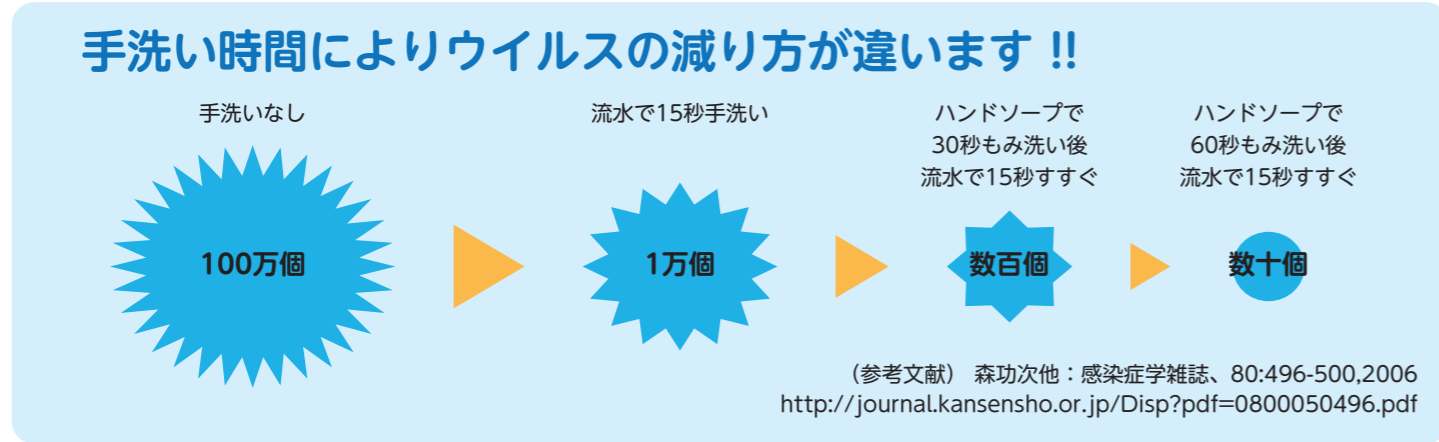 手洗い時間によりウイルスの減り方が違います !!
手洗いなし
100万個
流水で15秒手洗い
1万個
ハンドソープで
30秒もみ洗い後
流水で15秒すすぐ
数百個
ハンドソープで
60秒もみ洗い後
流水で15秒すすぐ
数十個
（参考文献） 森功次他：感染症学雑誌、80:496-500,2006
http://journal.kansensho.or.jp/Disp?pdf=0800050496.pdf